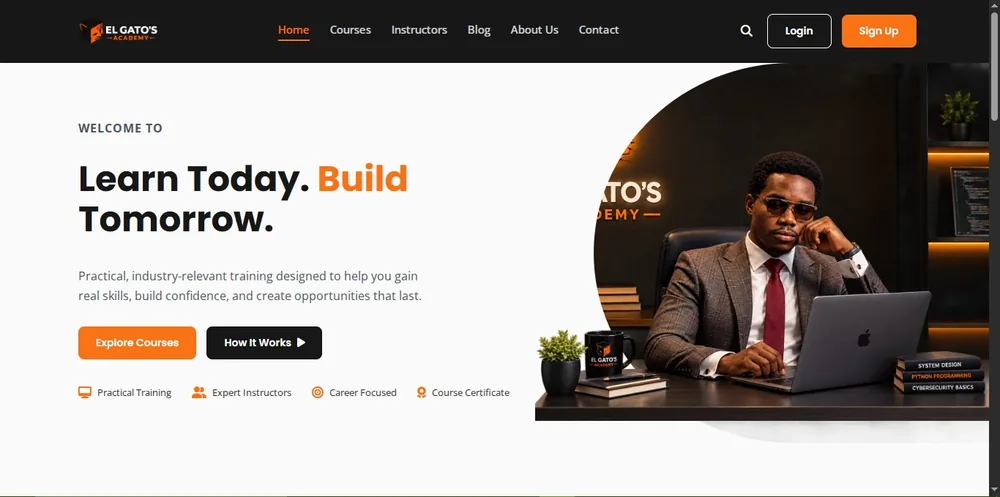 EL GATO'S
ACADEMY
Home Courses Instructors Blog About Us Contact
Login Sign Up
WELCOME TO
Learn Today. Build
Tomorrow.
Practical, industry-relevant training designed to help you gain
real skills, build confidence, and create opportunities that last.
Explore Courses How It Works
Practical Training Expert Instructors Career Focused Course Certificate
ATO'S
DEMY
EL GATO'S
ACADEMY
SYSTEM DESIGN
PYTHON PROGRAMMING
CYBERSECURITY BASICS